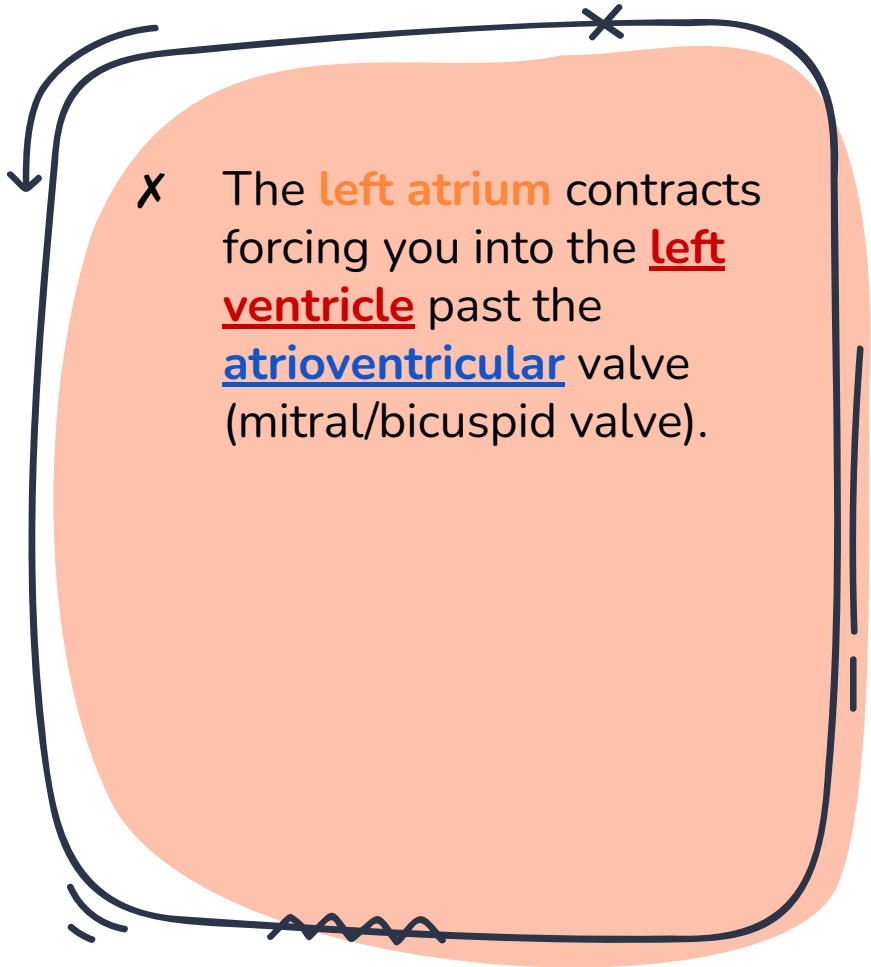 ✗ The left atrium contracts
forcing you into the left
ventricle past the
atrioventricular valve
(mitral/bicuspid valve).